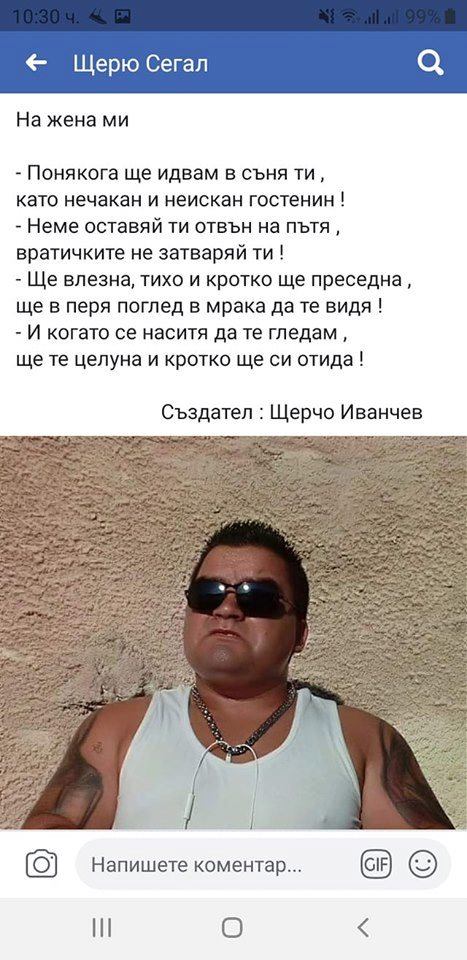 10:30 ч.
99%
Щерю Сегал
На жена ми
- Понякога ще идвам в съня ти ,
като нечакан и неискан гостенин !
- Неме оставяй ти отвън на пътя ,
вратичките не затваряй ти !
- Ще влезна, тихо и кротко ще преседна ,
ще в перя поглед в мрака да те видя !
- И когато се наситя да те гледам ,
ще те целуна и кротко ще си отида !
Създател : Щерчо Иванчев
Напишете коментар...
GIF